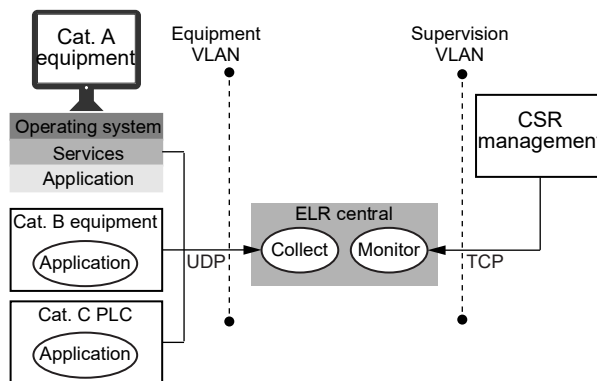 Cat. A
equipment
Equipment
VLAN
Supervision
VLAN
Operating system
Services
Application
CSR
management
Cat. B equipment
Application
UDP
ELR central
Collect
Monitor
TCP
Cat. C PLC
Application